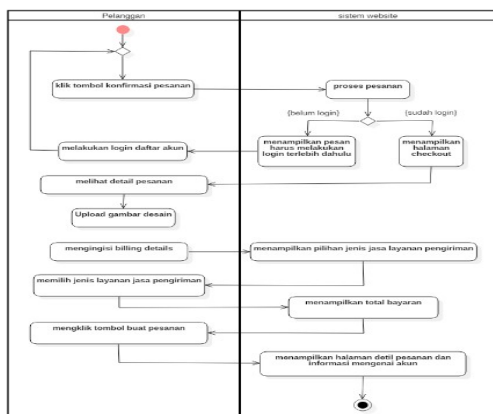 Pelanggan
sistem website
klik tombol konfirmasi pesanan
proses pesanan
{belum login}
{sudah login}
melakukan login daftar akun
menampilkan pesan
harus melakukan
login terlebih dahulu
menampilkan
halaman
checkout
melihat detail pesanan
Upload gambar desain
mengingisi billing details
menampilkan pilihan jenis jasa layanan pengiriman
memilih jenis layanan jasa pengiriman
menampilkan total bayaran
mengklik tombol buat pesanan
menampilkan halaman detil pesanan dan
informasi mengenai akun